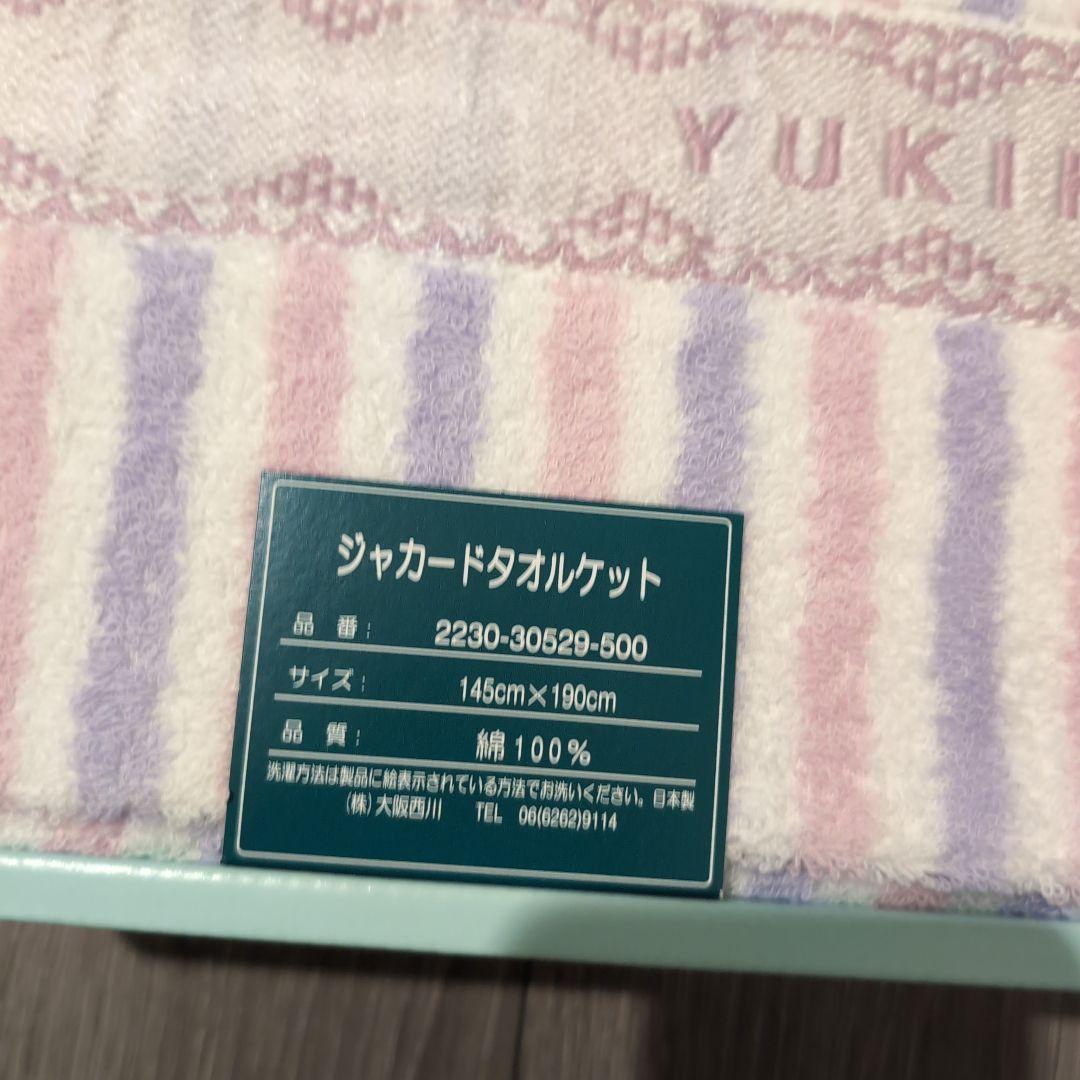 YUKI
ジャカードタオルケット
品番: 2230-30529-500
サイズ: 145cm×190cm
品質: 綿100%
洗濯方法は製品に絵表示されている方法でお洗いください。日本製
(株)大阪西川 TEL 06(6262)9114